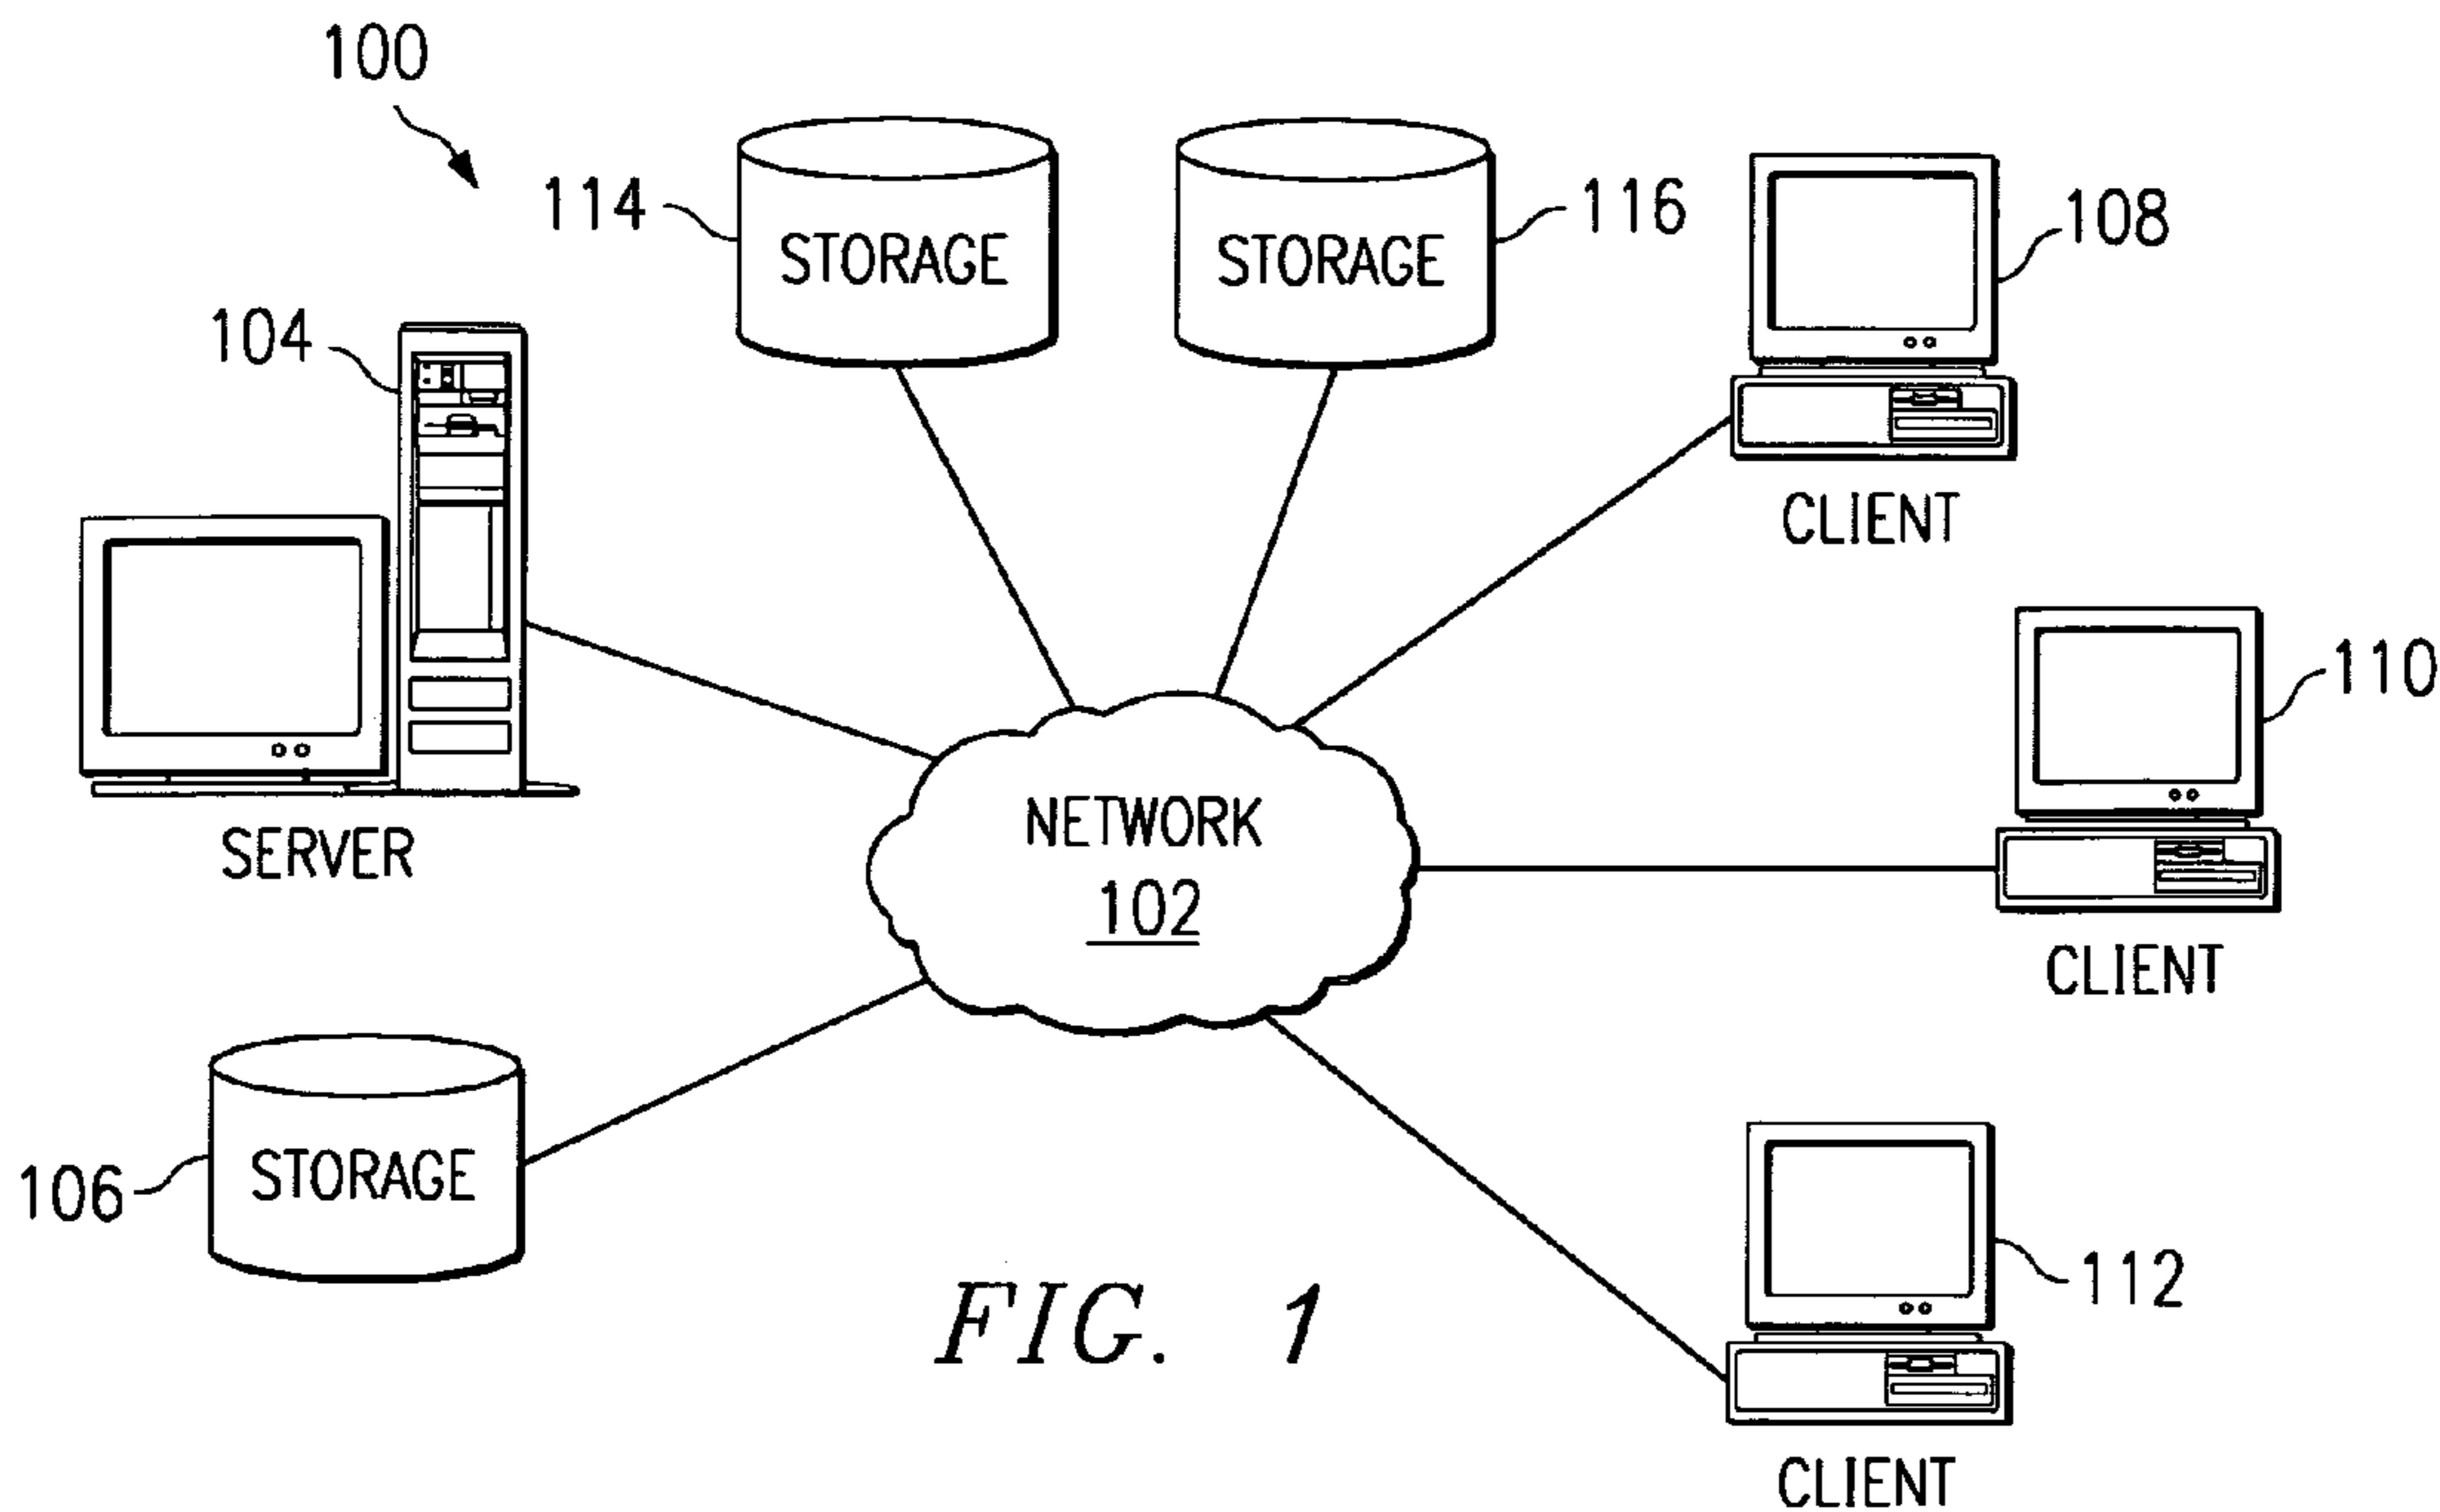 100
114
STORAGE
STORAGE
116
108
104
CLIENT
110
SERVER
NETWORK
102
CLIENT
106
STORAGE
112
FIG. 1
CLIENT